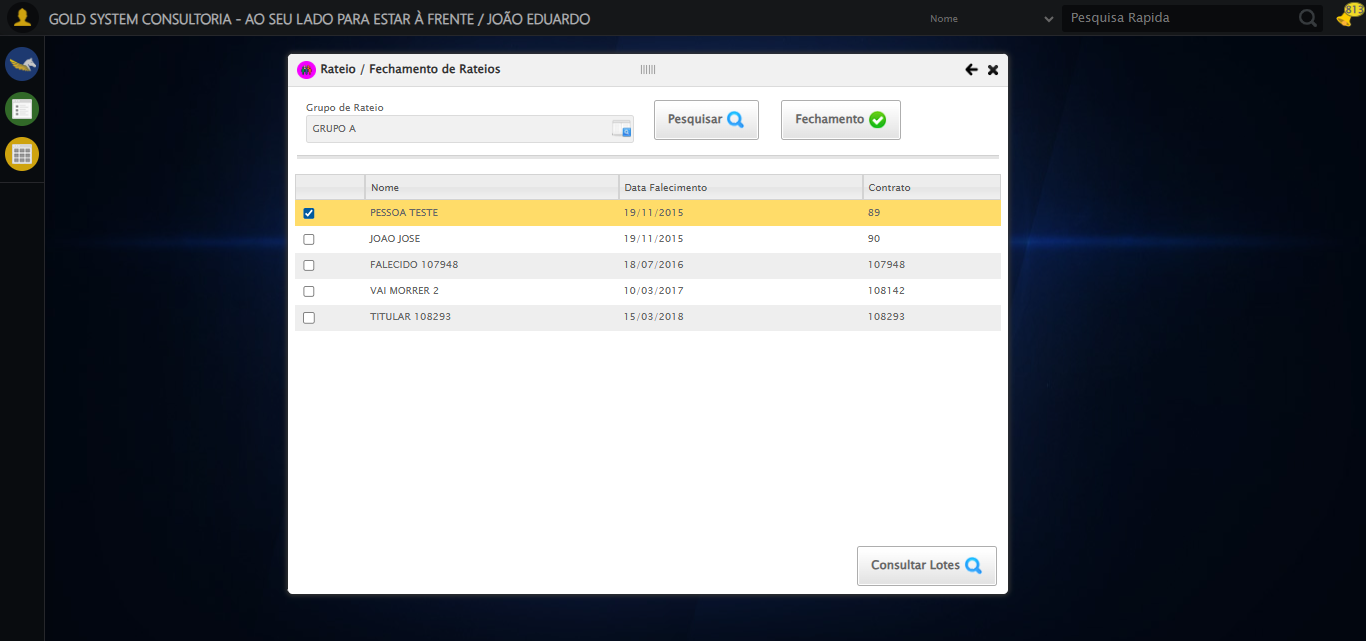 GOLD SYSTEM CONSULTORIA - AO SEU LADO PARA ESTAR À FRENTE / JOÃO EDUARDO
Nome
Pesquisa Rapida
813
Rateio / Fechamento de Rateios
Grupo de Rateio
GRUPO A
Pesquisar
Fechamento
Nome Data Falecimento Contrato
PESSOA TESTE 19/11/2015 89
JOAO JOSE 19/11/2015 90
FALECIDO 107948 18/07/2016 107948
VAI MORRER 2 10/03/2017 108142
TITULAR 108293 15/03/2018 108293
Consultar Lotes